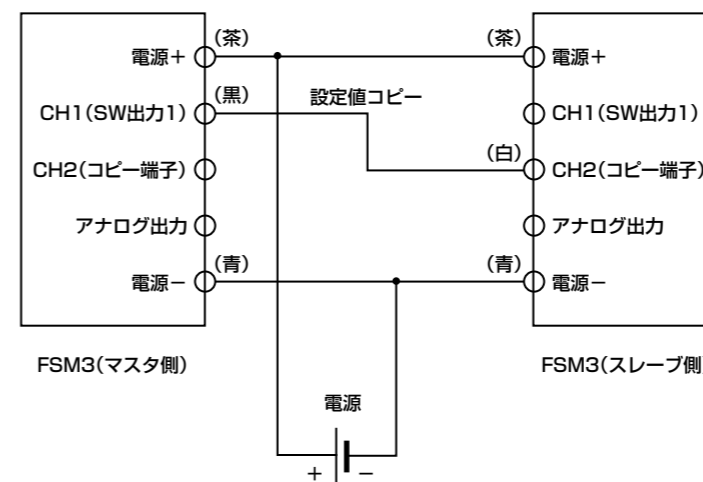 (茶)
(茶)
電源＋
電源＋
(黒)
設定値コピー
CH1(SW出力1)
CH1(SW出力1)
(白)
CH2(コピー端子)
CH2(コピー端子)
アナログ出力
アナログ出力
(青)
(青)
電源－
電源－
FSM3(マスタ側)
FSM3(スレーブ側)
電源
＋ －